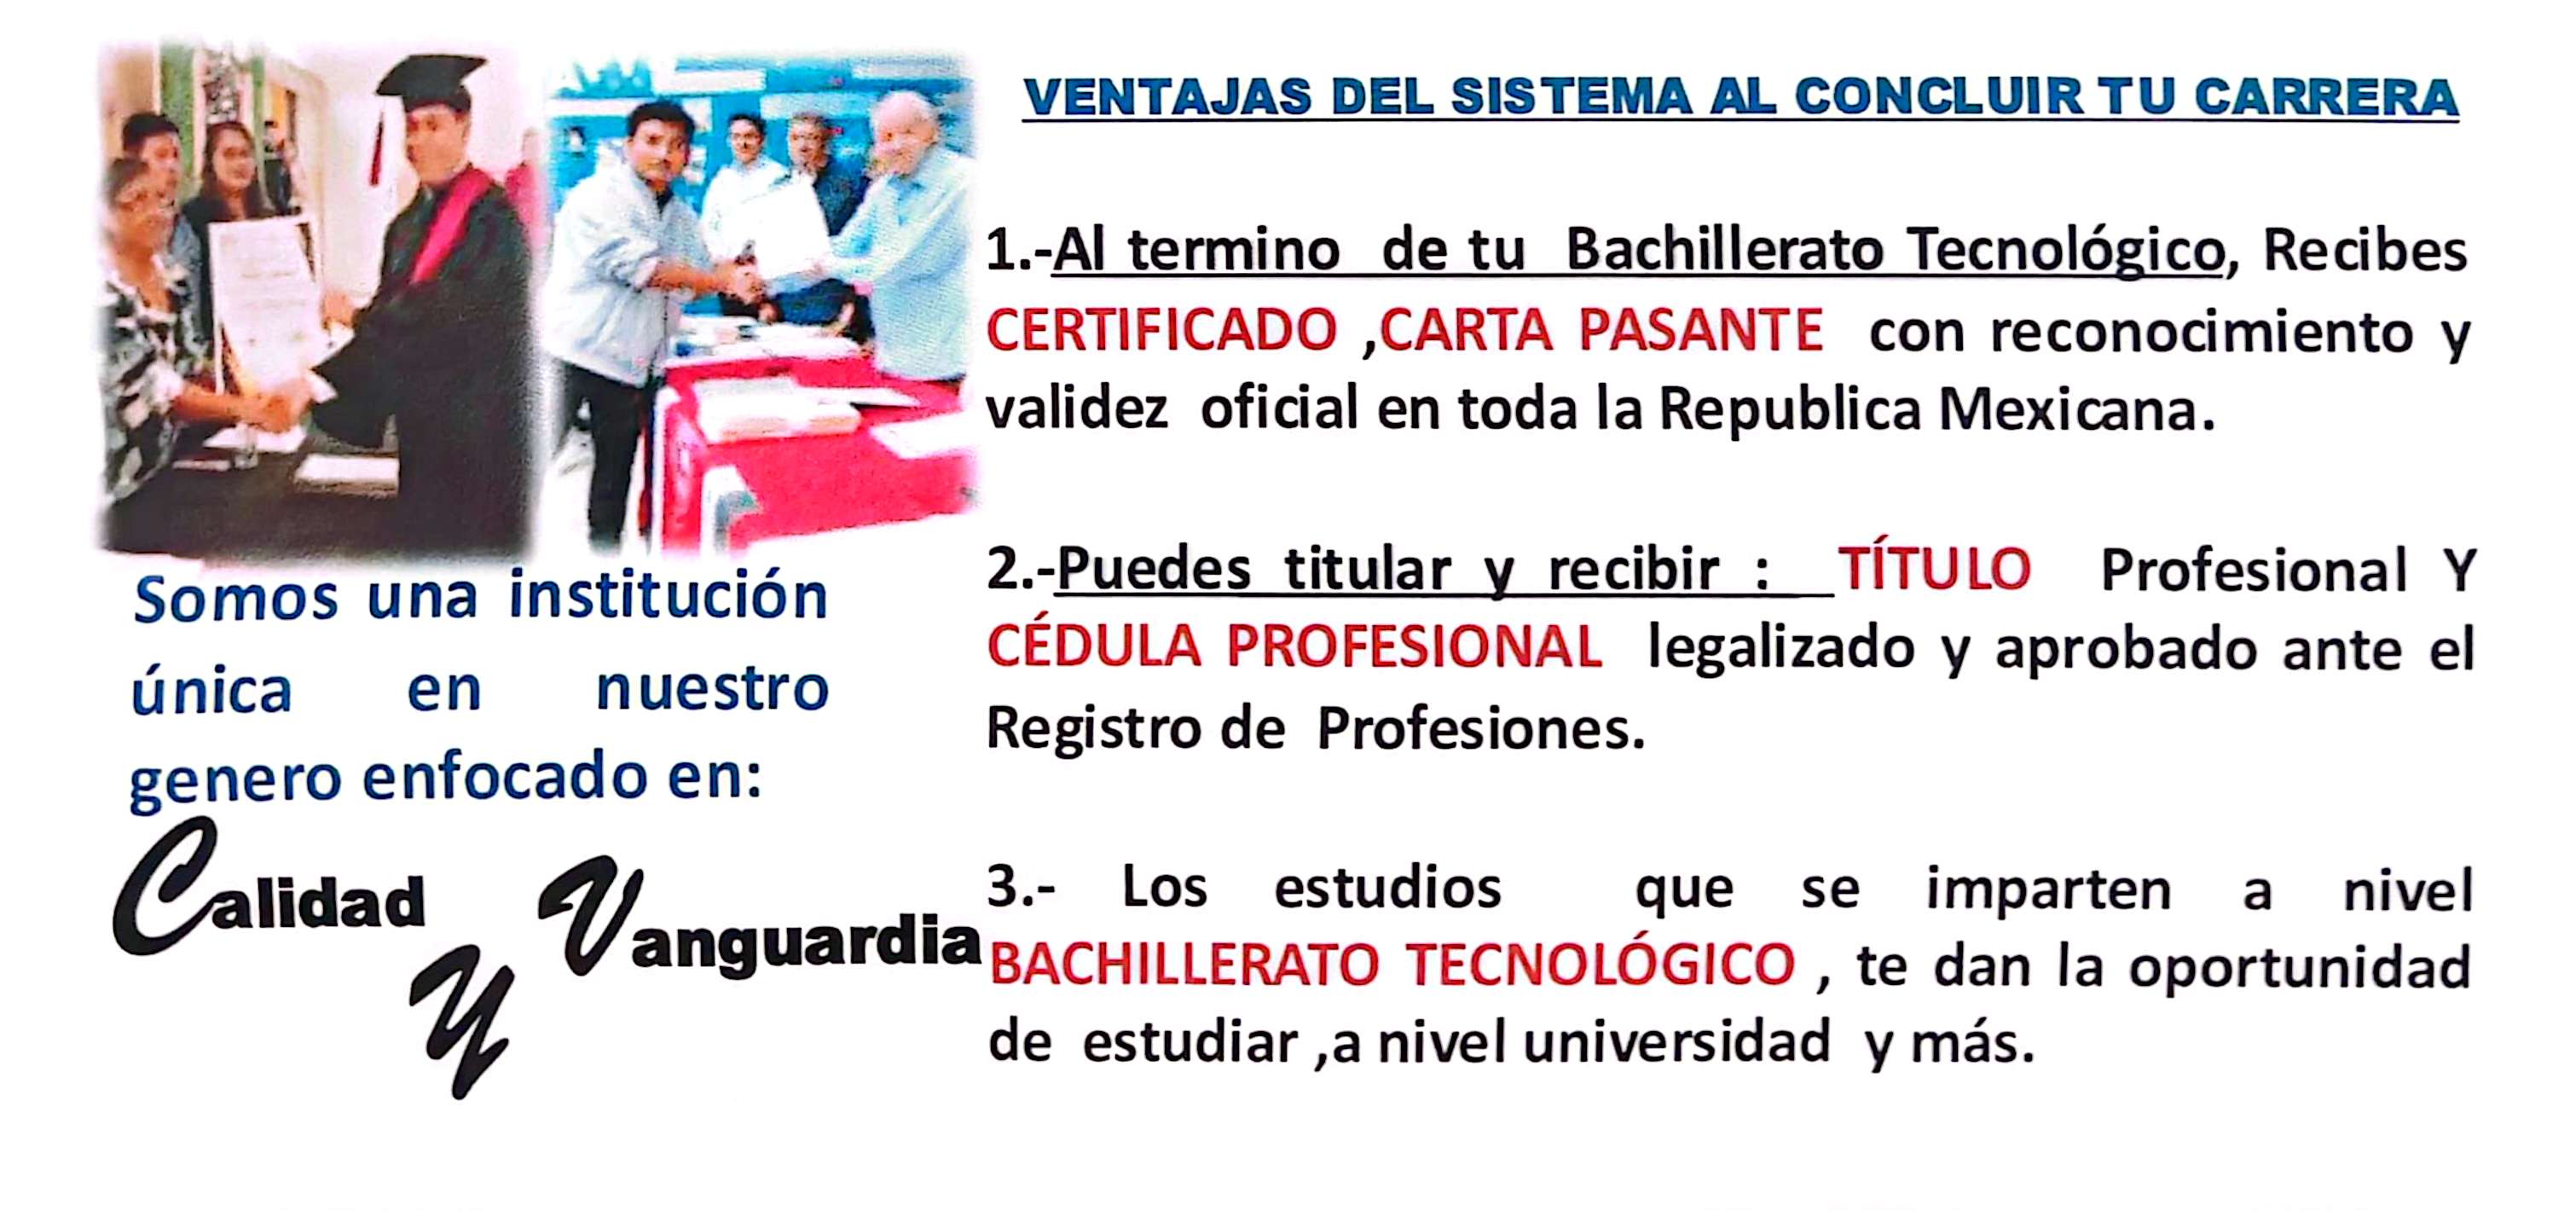 VENTAJAS DEL SISTEMA AL CONCLUIR TU CARRERA
1.-Al termino de tu Bachillerato Tecnológico, Recibes
CERTIFICADO ,CARTA PASANTE con reconocimiento y
validez oficial en toda la Republica Mexicana.
2.-Puedes titular y recibir : TÍTULO Profesional Y
CÉDULA PROFESIONAL legalizado y aprobado ante el
Registro de Profesiones.
3.- Los estudios que se imparten a nivel
BACHILLERATO TECNOLÓGICO , te dan la oportunidad
de estudiar ,a nivel universidad y más.
Somos una institución
única en nuestro
genero enfocado en:
Calidad
y
Vanguardia